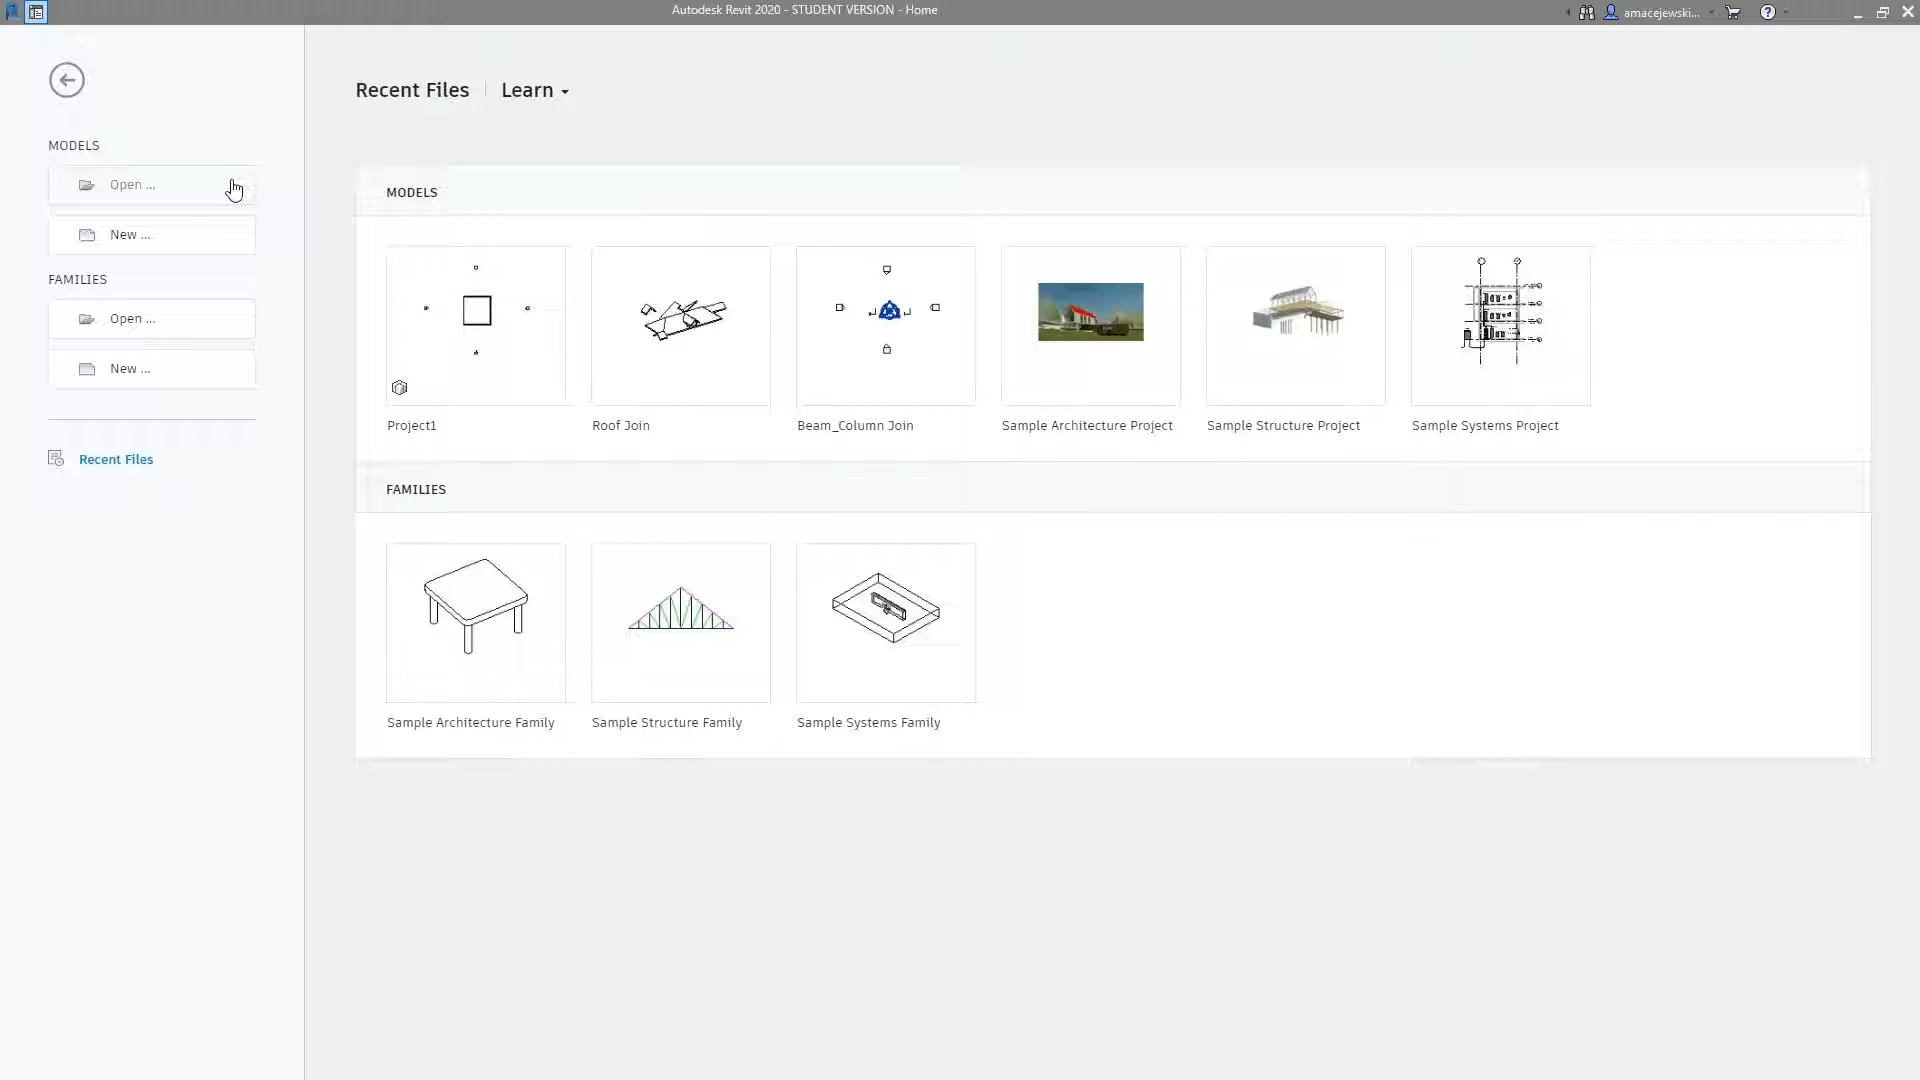 Autodesk Revit 2020 - STUDENT VERSION - Home
amacejewski...
Recent Files
Learn
MODELS
Open ...
New ...
FAMILIES
Open ...
New ...
Recent Files
MODELS
Project1
Roof Join
Beam_Column Join
Sample Architecture Project
Sample Structure Project
Sample Systems Project
FAMILIES
Sample Architecture Family
Sample Structure Family
Sample Systems Family